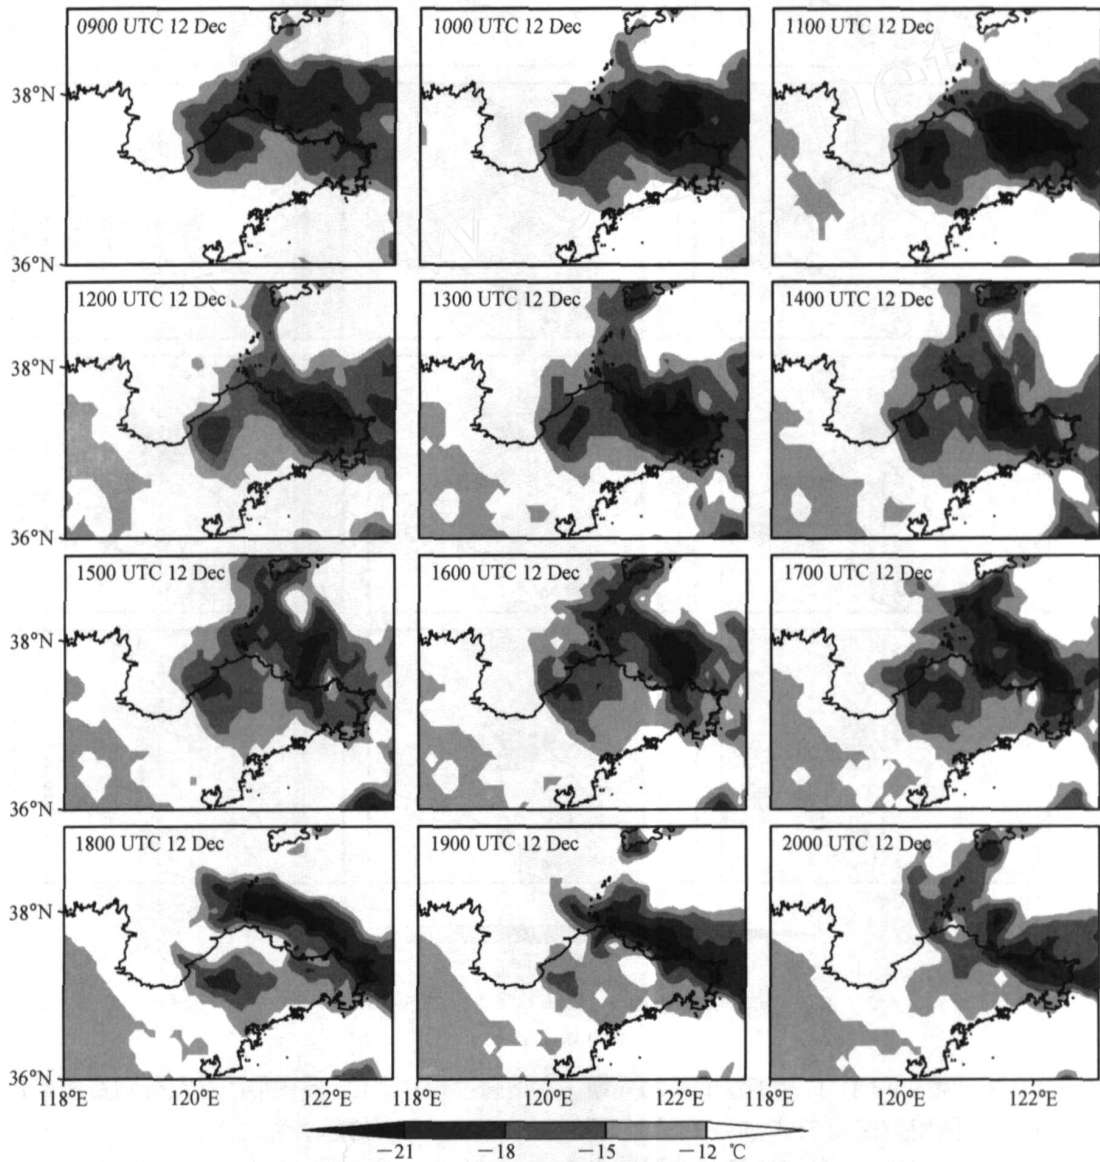 0900 UTC 12 Dec
1000 UTC 12 Dec
1100 UTC 12 Dec
38°N
36°N
1200 UTC 12 Dec
1300 UTC 12 Dec
1400 UTC 12 Dec
38°N
36°N
1500 UTC 12 Dec
1600 UTC 12 Dec
1700 UTC 12 Dec
38°N
36°N
1800 UTC 12 Dec
1900 UTC 12 Dec
2000 UTC 12 Dec
38°N
36°N
118°E 120°E 122°E 118°E 120°E 122°E 118°E 120°E 122°E
−21 −18 −15 −12 ℃